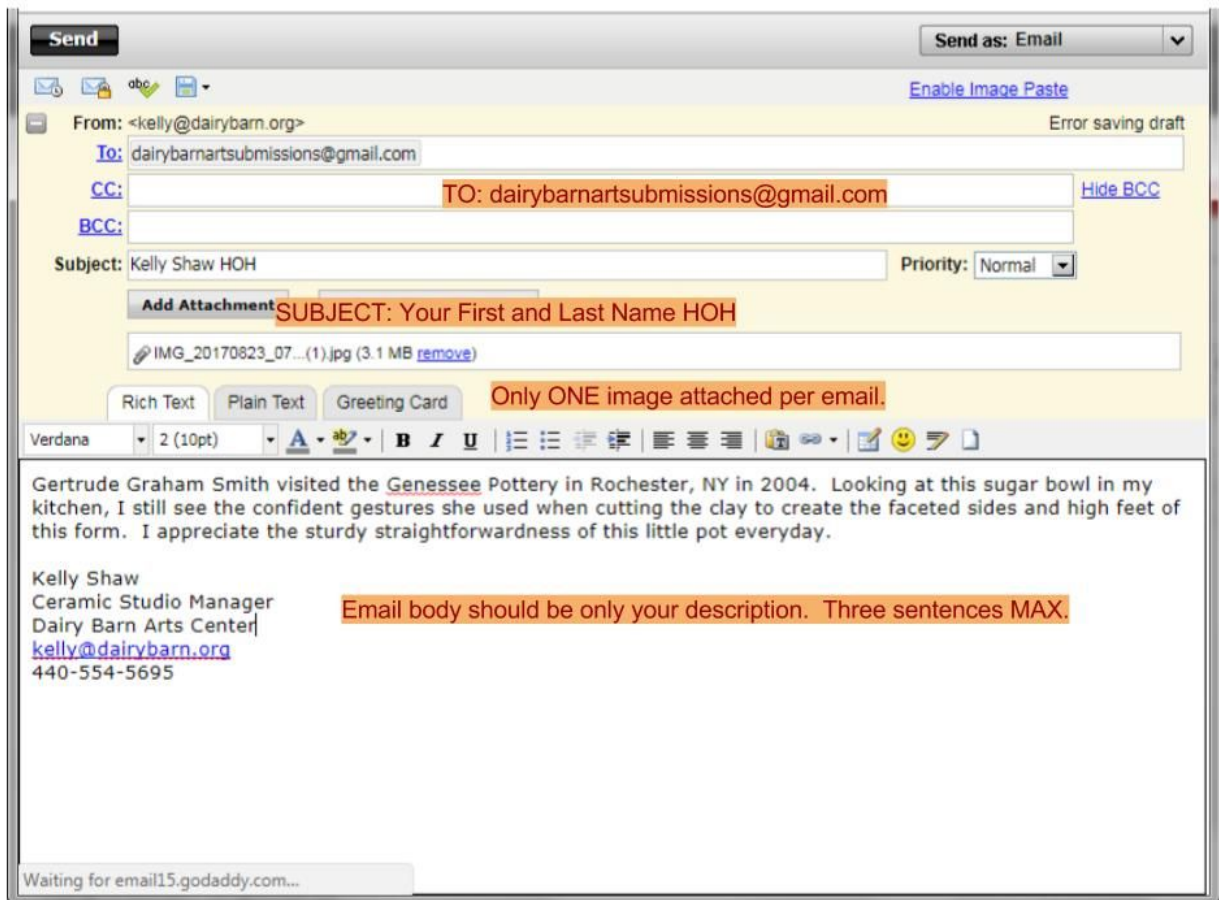 Send
Send as: Email
abc
Enable Image Paste
From: <kelly@dairybarn.org>
Error saving draft
To: dairybarnartsubmissions@gmail.com
CC:
TO: dairybarnartsubmissions@gmail.com
Hide BCC
BCC:
Subject: Kelly Shaw HOH
Priority: Normal
Add Attachment
SUBJECT: Your First and Last Name HOH
IMG_20170823_07...(1).jpg (3.1 MB remove)
Rich Text Plain Text Greeting Card
Only ONE image attached per email.
Verdana 2 (10pt) A ab B I U
Gertrude Graham Smith visited the Genessee Pottery in Rochester, NY in 2004. Looking at this sugar bowl in my
kitchen, I still see the confident gestures she used when cutting the clay to create the faceted sides and high feet of
this form. I appreciate the sturdy straightforwardness of this little pot everyday.
Kelly Shaw
Ceramic Studio Manager
Dairy Barn Arts Center
Email body should be only your description. Three sentences MAX.
kelly@dairybarn.org
440-554-5695
Waiting for email15.godaddy.com...